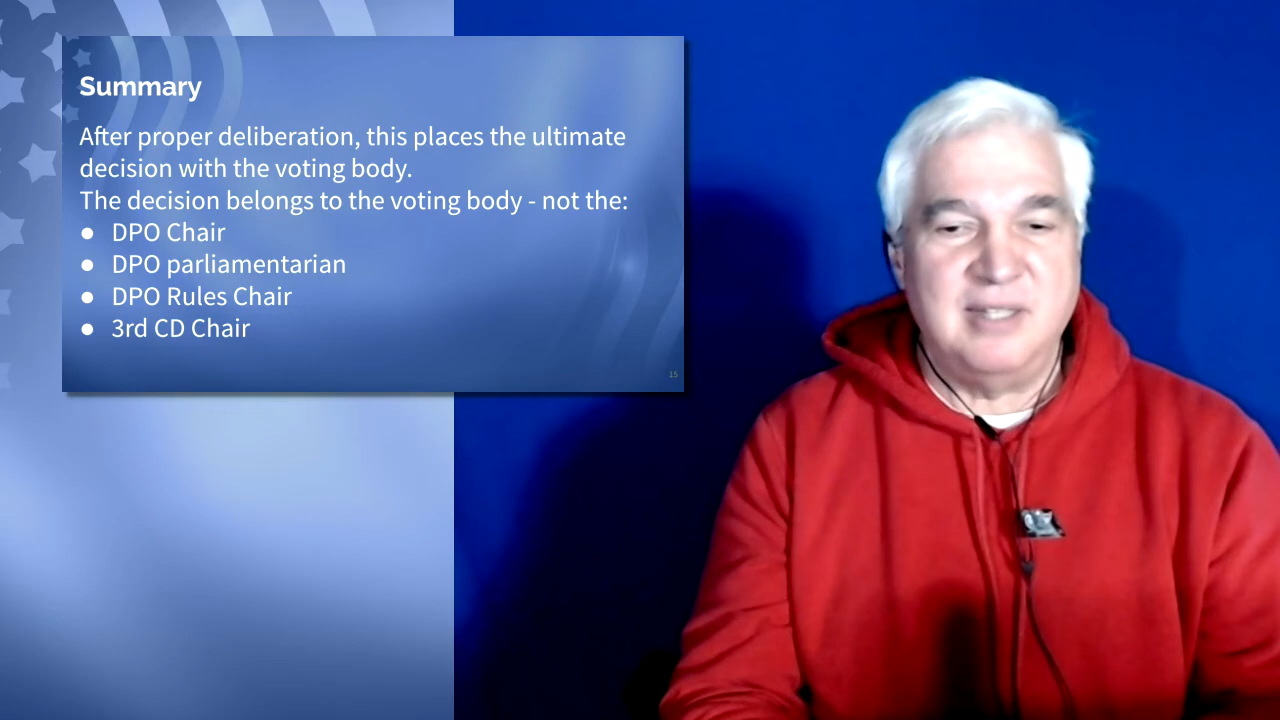 Summary
After proper deliberation, this places the ultimate
decision with the voting body.
The decision belongs to the voting body - not the:
● DPO Chair
● DPO parliamentarian
● DPO Rules Chair
● 3rd CD Chair
15